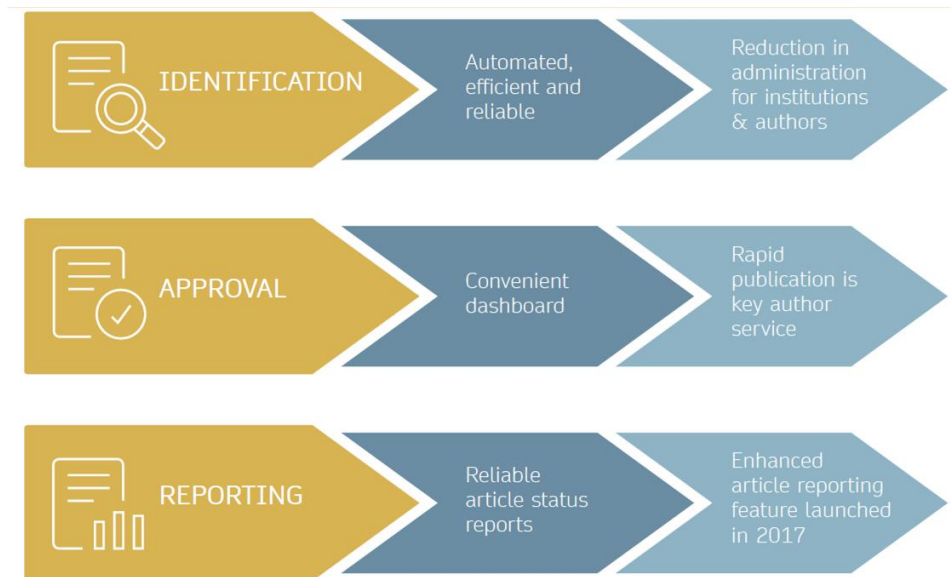 IDENTIFICATION
Automated,
efficient and
reliable
Reduction in
administration
for institutions
& authors
APPROVAL
Convenient
dashboard
Rapid
publication is
key author
service
REPORTING
Reliable
article status
reports
Enhanced
article reporting
feature launched
in 2017